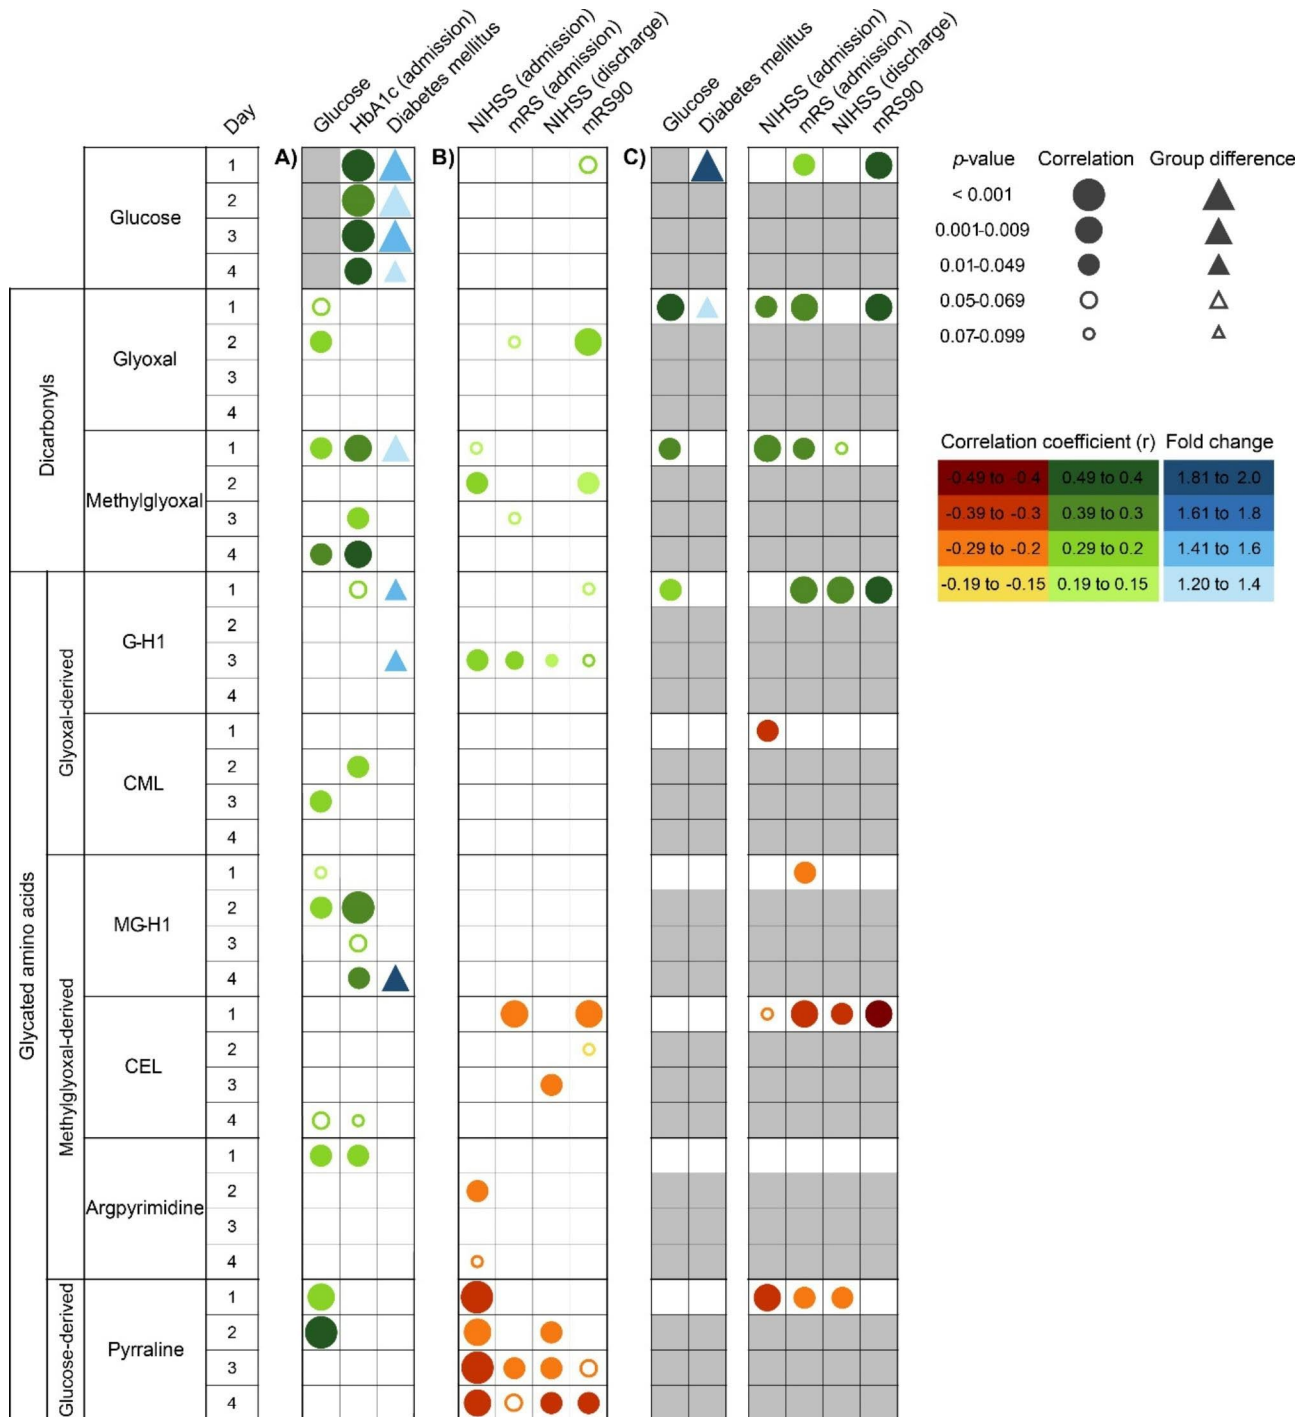 Day
Glucose
HbA1c (admission)
Diabetes mellitus
NIHSS (admission)
mRS (admission)
NIHSS (discharge)
mRS90
Glucose
Diabetes mellitus
NIHSS (admission)
mRS (admission)
NIHSS (discharge)
mRS90
A)
B)
C)
Glucose
1
2
3
4
Dicarbonyls
Glyoxal
1
2
3
4
Methylglyoxal
1
2
3
4
Glycated amino acids
Glyoxal-derived
G-H1
1
2
3
4
CML
1
2
3
4
Methylglyoxal-derived
MG-H1
1
2
3
4
CEL
1
2
3
4
Argpyrimidine
1
2
3
4
Glucose-derived
Pyrraline
1
2
3
4
p-value Correlation Group difference
< 0.001
0.001-0.009
0.01-0.049
0.05-0.069
0.07-0.099
Correlation coefficient (r) Fold change
-0.49 to -0.4 0.49 to 0.4 1.81 to 2.0
-0.39 to -0.3 0.39 to 0.3 1.61 to 1.8
-0.29 to -0.2 0.29 to 0.2 1.41 to 1.6
-0.19 to -0.15 0.19 to 0.15 1.20 to 1.4